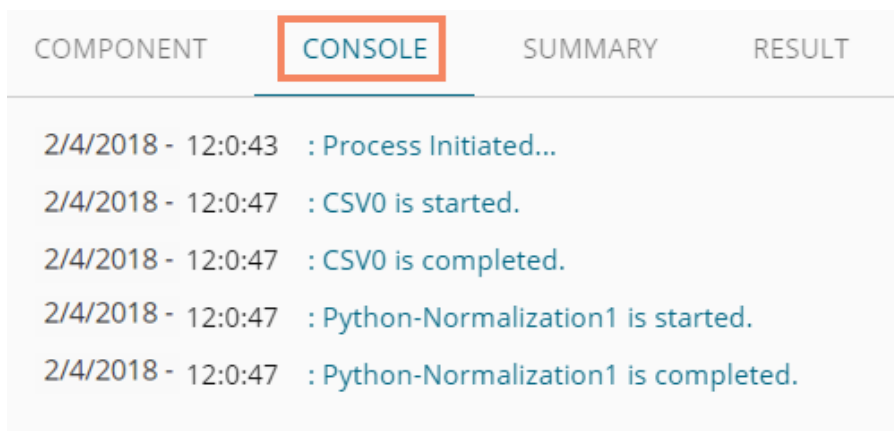 COMPONENT CONSOLE SUMMARY RESULT
2/4/2018 - 12:0:43 : Process Initiated...
2/4/2018 - 12:0:47 : CSV0 is started.
2/4/2018 - 12:0:47 : CSV0 is completed.
2/4/2018 - 12:0:47 : Python-Normalization1 is started.
2/4/2018 - 12:0:47 : Python-Normalization1 is completed.